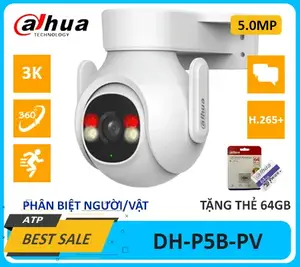 alhua
TECHNOLOGY
5.0MP
3K
360°
H.265+
alhua
PHÂN BIỆT NGƯỜI/VẬT
TẶNG THẺ 64GB
ATP
BEST SALE
DH-P5B-PV